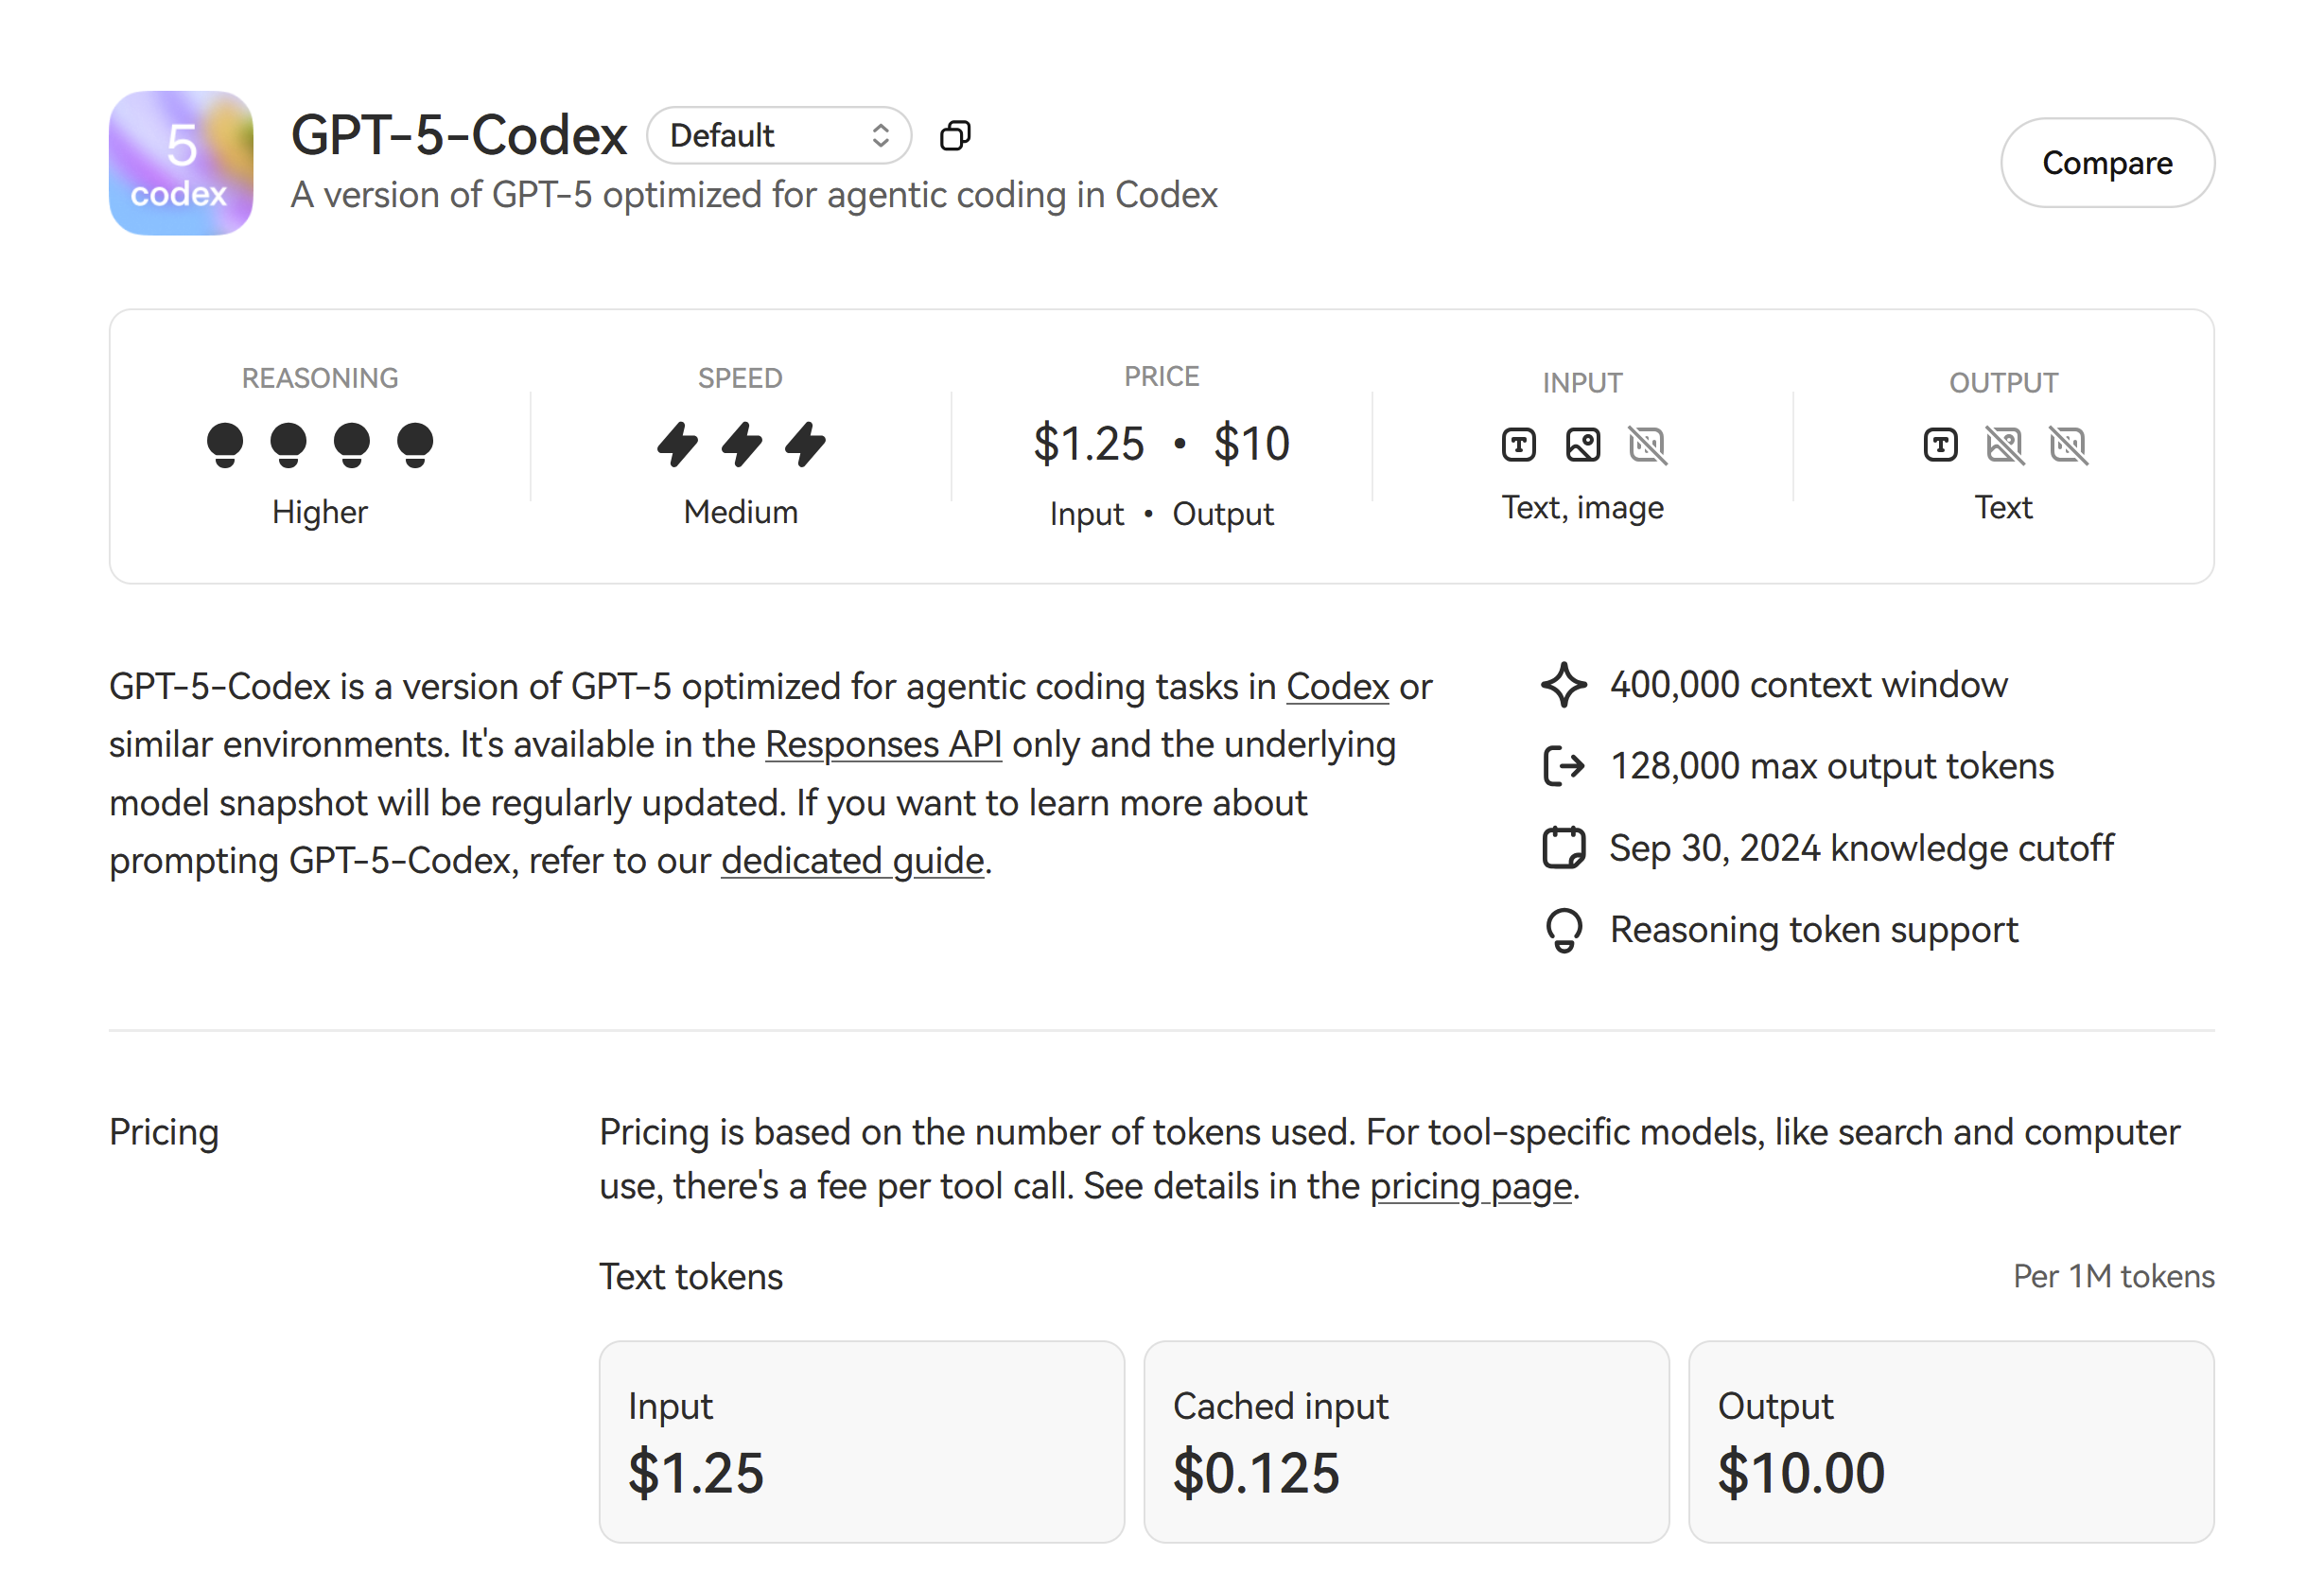 5
codex
GPT-5-Codex
Default
A version of GPT-5 optimized for agentic coding in Codex
Compare
REASONING
Higher
SPEED
Medium
PRICE
$1.25 • $10
Input • Output
INPUT
Text, image
OUTPUT
Text
GPT-5-Codex is a version of GPT-5 optimized for agentic coding tasks in Codex or
similar environments. It's available in the Responses API only and the underlying
model snapshot will be regularly updated. If you want to learn more about
prompting GPT-5-Codex, refer to our dedicated guide.
400,000 context window
128,000 max output tokens
Sep 30, 2024 knowledge cutoff
Reasoning token support
Pricing
Pricing is based on the number of tokens used. For tool-specific models, like search and computer
use, there's a fee per tool call. See details in the pricing page.
Text tokens
Per 1M tokens
Input
$1.25
Cached input
$0.125
Output
$10.00